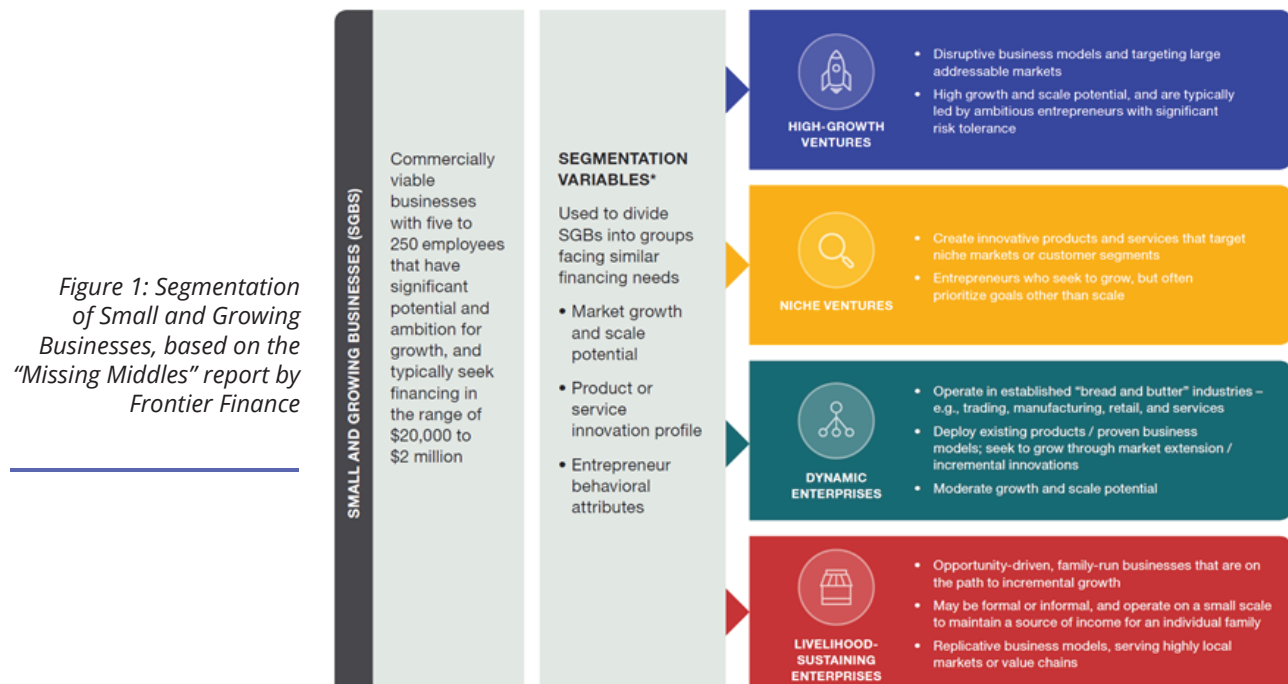 Figure 1: Segmentation
of Small and Growing
Businesses, based on the
“Missing Middles” report by
Frontier Finance
SMALL AND GROWING BUSINESSES (SGBS)
Commercially
viable
businesses
with five to
250 employees
that have
significant
potential and
ambition for
growth, and
typically seek
financing in
the range of
$20,000 to
$2 million
SEGMENTATION
VARIABLES*
Used to divide
SGBs into groups
facing similar
financing needs
• Market growth
and scale
potential
• Product or
service
innovation profile
• Entrepreneur
behavioral
attributes
HIGH-GROWTH
VENTURES
• Disruptive business models and targeting large
addressable markets
• High growth and scale potential, and are typically
led by ambitious entrepreneurs with significant
risk tolerance
NICHE VENTURES
• Create innovative products and services that target
niche markets or customer segments
• Entrepreneurs who seek to grow, but often
prioritize goals other than scale
DYNAMIC
ENTERPRISES
• Operate in established “bread and butter” industries –
e.g., trading, manufacturing, retail, and services
• Deploy existing products / proven business
models; seek to grow through market extension /
incremental innovations
• Moderate growth and scale potential
LIVELIHOOD-
SUSTAINING
ENTERPRISES
• Opportunity-driven, family-run businesses that are on
the path to incremental growth
• May be formal or informal, and operate on a small scale
to maintain a source of income for an individual family
• Replicative business models, serving highly local
markets or value chains